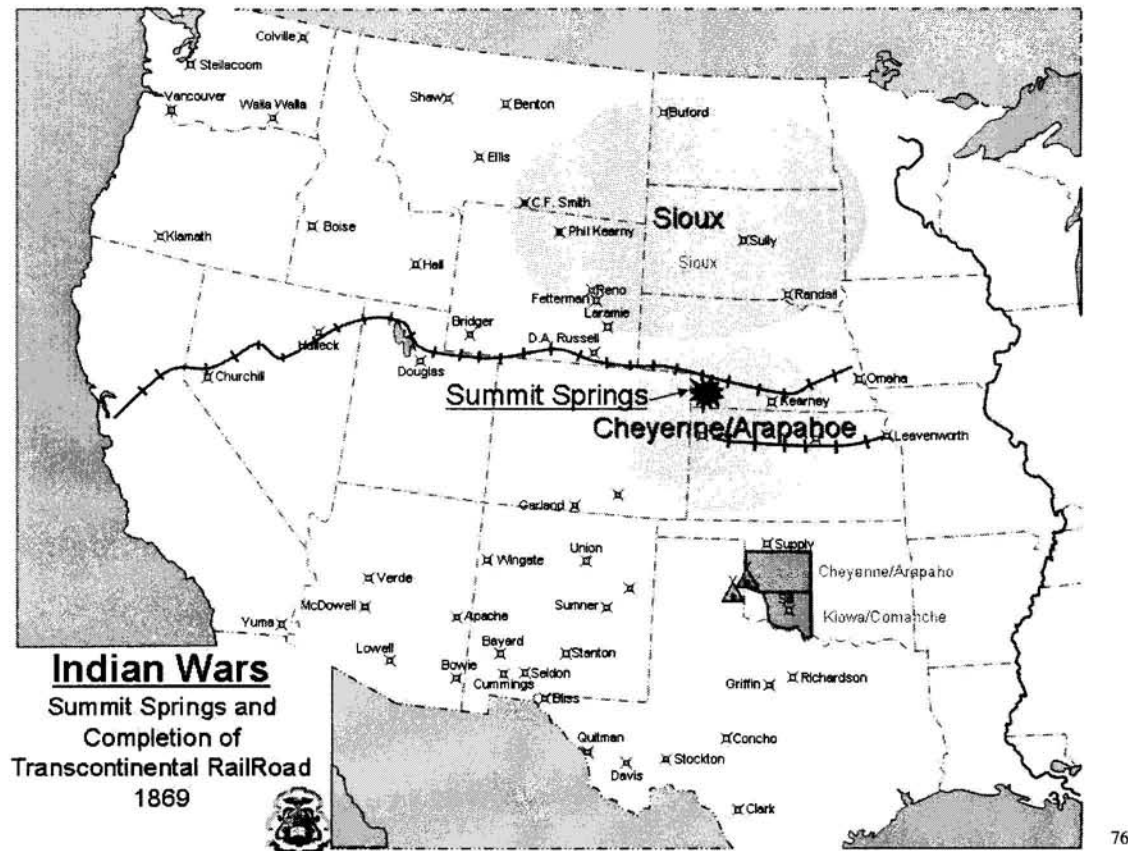 Colville
Steilacoom
Vancouver
Walla Walla
Shaw
Benton
Buford
Ellis
C.F. Smith
Sioux
Klamath
Boise
Phil Kearny
Sully
Sioux
Hall
Reno
Fetterman
Randall
Laramie
Bridger
D.A. Russell
Halleck
Churchill
Douglas
Omaha
Summit Springs
Kearney
Cheyenne/Arapahoe
Leavenworth
Garland
Supply
Wingate
Union
Cheyenne/Arapaho
Verde
McDowell
Sumner
Sill
Kiowa/Comanche
Yuma
Apache
Lowell
Bayard
Stanton
Bowie
Cummings
Seldon
Griffin
Richardson
Bliss
Quitman
Concho
Davis
Stockton
Clark
Indian Wars
Summit Springs and
Completion of
Transcontinental RailRoad
1869
76